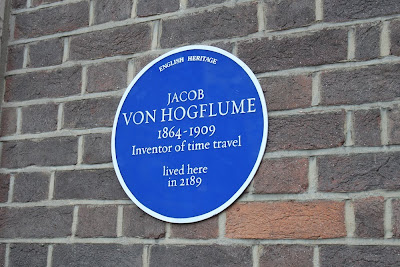 ENGLISH HERITAGE
JACOB
VON HOGFLUME
1864-1909
Inventor of time travel
lived here
in 2189